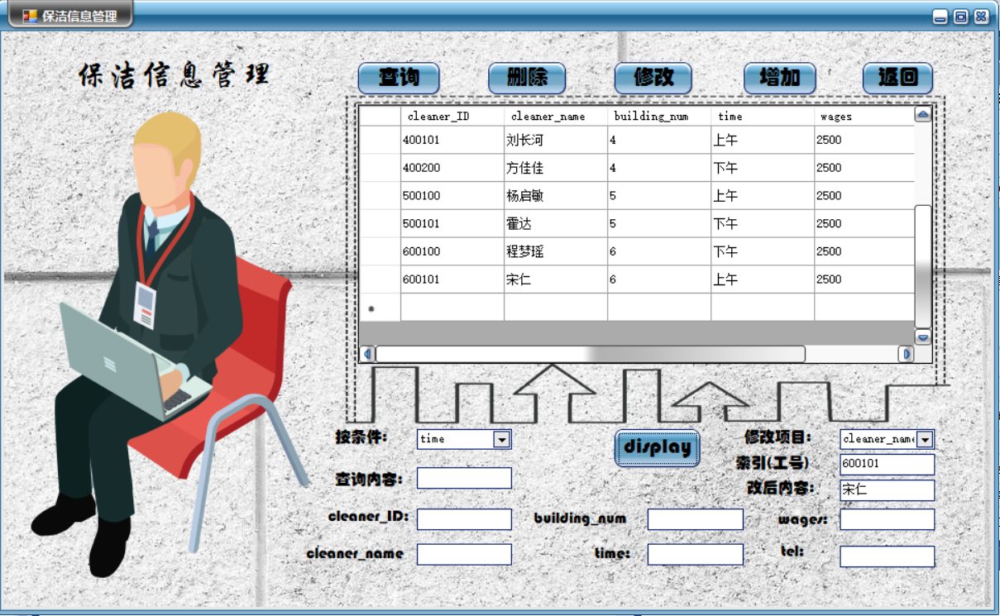 保洁信息管理
保洁信息管理
查询 删除 修改 增加 返回
cleaner_ID cleaner_name building_num time wages
400101 刘长河 4 上午 2500
400200 方佳佳 4 下午 2500
500100 杨启敏 5 上午 2500
500101 霍达 5 下午 2500
600100 程梦瑶 6 下午 2500
600101 宋仁 6 上午 2500
*
按条件: time display 修改项目: cleaner_name
索引(工号) 600101
查询内容: 改后内容: 宋仁
cleaner_ID: building_num wages:
cleaner_name time: tel: